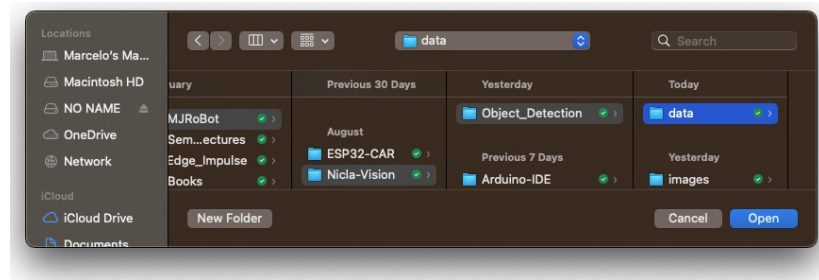 Locations
Marcelo's Ma...
Macintosh HD
NO NAME
OneDrive
Network
iCloud
iCloud Drive
Documents
data
Search
uary
MJRoBot
Sem...ectures
Edge_Impulse
Books
Previous 30 Days
August
ESP32-CAR
Nicla-Vision
Yesterday
Object_Detection
Previous 7 Days
Arduino-IDE
Today
data
Yesterday
images
New Folder
Cancel
Open